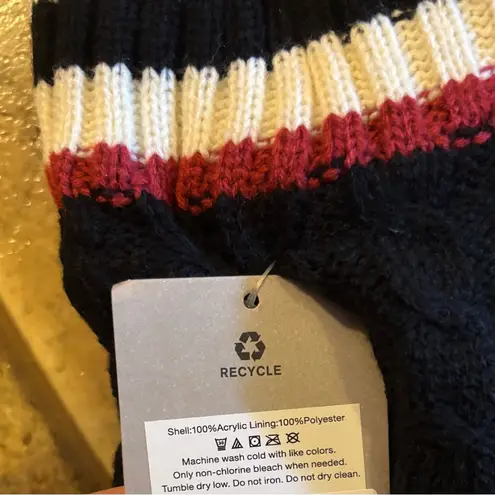 RECYCLE
Shell:100%Acrylic Lining:100%Polyester
Machine wash cold with like colors.
Only non-chlorine bleach when needed.
Tumble dry low. Do not iron. Do not dry clean.